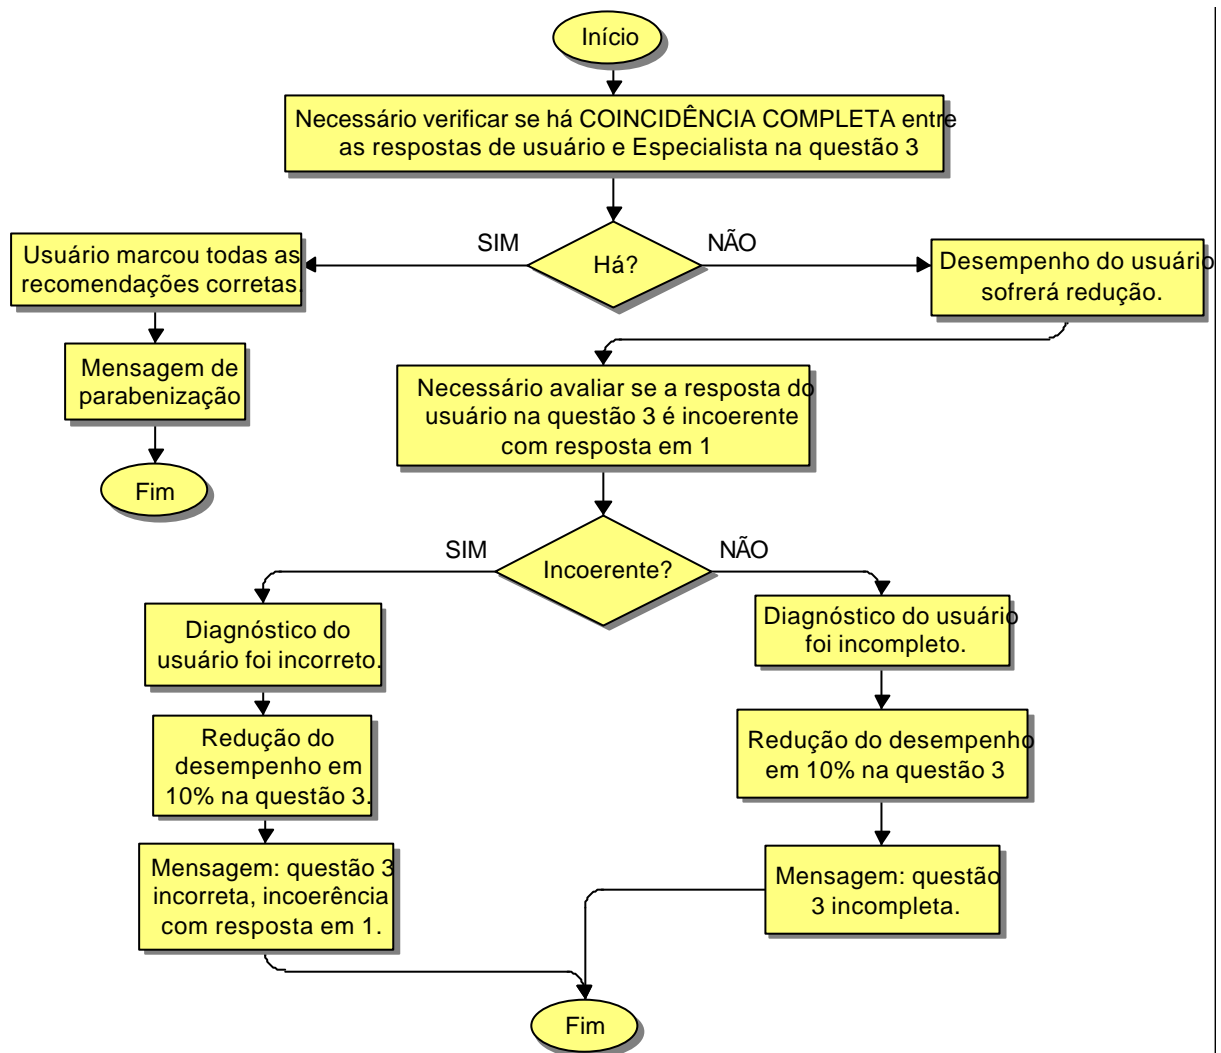 Início
Necessário verificar se há COINCIDÊNCIA COMPLETA entre
as respostas de usuário e Especialista na questão 3
SIM
NÃO
Há?
Usuário marcou todas as
recomendações corretas.
Desempenho do usuário
sofrerá redução.
Mensagem de
parabenização
Fim
Necessário avaliar se a resposta do
usuário na questão 3 é incoerente
com resposta em 1
SIM
NÃO
Incoerente?
Diagnóstico do
usuário foi incorreto.
Diagnóstico do usuário
foi incompleto.
Redução do
desempenho em
10% na questão 3.
Redução do desempenho
em 10% na questão 3
Mensagem: questão 3
incorreta, incoerência
com resposta em 1.
Mensagem: questão
3 incompleta.
Fim